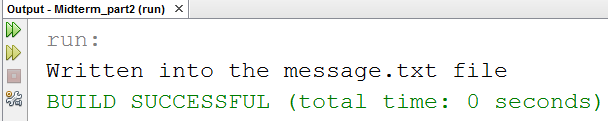 Output - Midterm_part2 (run) ×
run:
Written into the message.txt file
BUILD SUCCESSFUL (total time: 0 seconds)